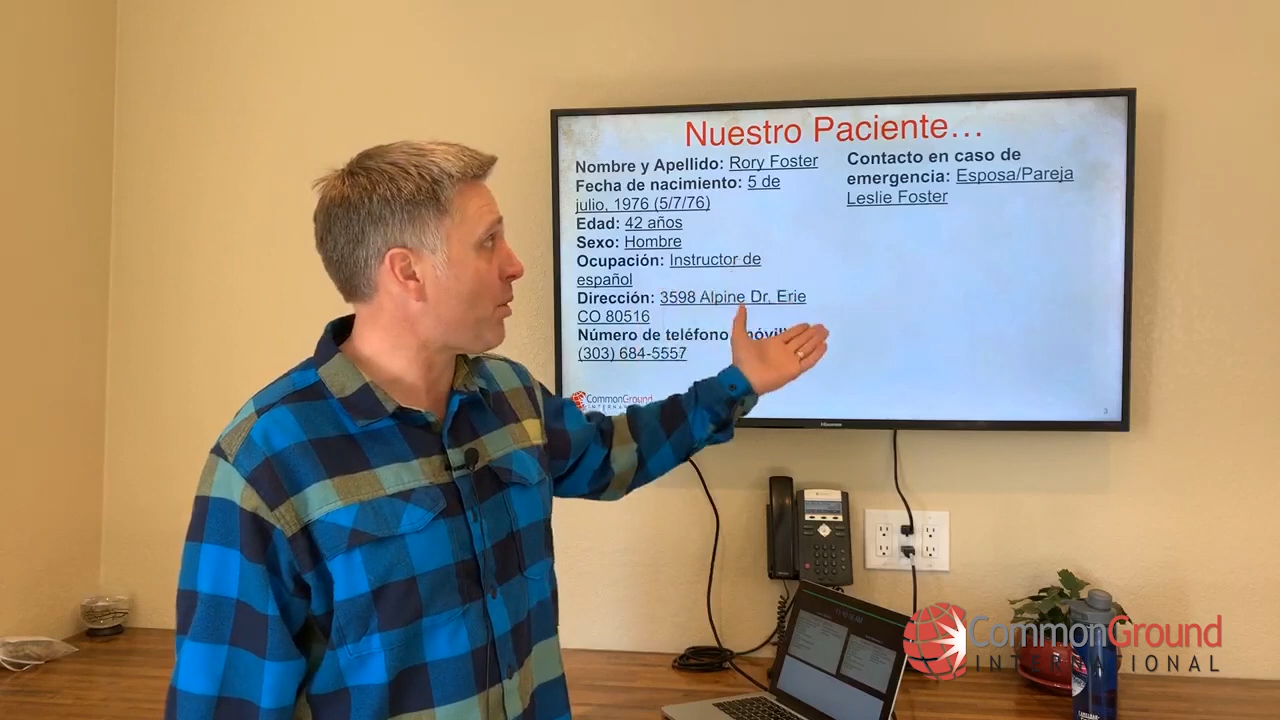 Nuestro Paciente…
Nombre y Apellido: Rory Foster
Fecha de nacimiento: 5 de
julio, 1976 (5/7/76)
Edad: 42 años
Sexo: Hombre
Ocupación: Instructor de
español
Dirección: 3598 Alpine Dr, Erie
CO 80516
Número de teléfono
(303) 684-5557
Contacto en caso de
emergencia: Esposa/Pareja
Leslie Foster
CommonGround
3
Hisense
CommonGround
INTERNATIONAL